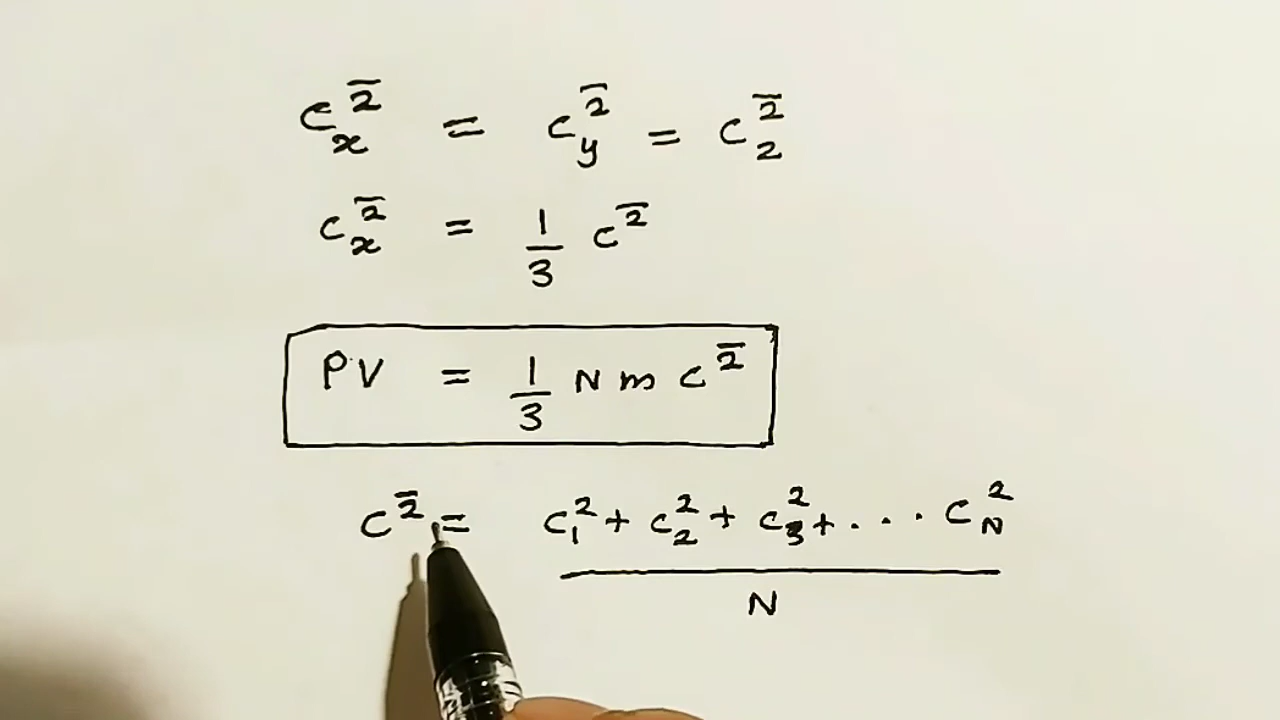 c_x^2̅ = c_y^2̅ = c_z^2̅
c_x^2̅ = 1/3 c^2̅
PV = 1/3 N m c^2̅
c^2̅ = (c_1^2 + c_2^2 + c_3^2 + .... c_N^2) / N